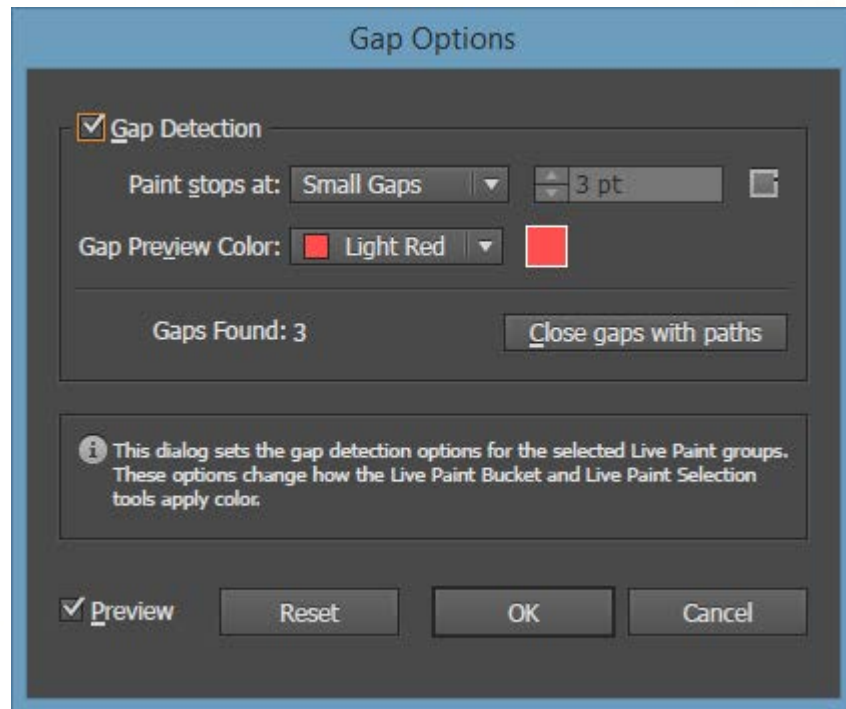 Gap Options
Gap Detection
Paint stops at: Small Gaps 3 pt
Gap Preview Color: Light Red
Gaps Found: 3 Close gaps with paths
This dialog sets the gap detection options for the selected Live Paint groups.
These options change how the Live Paint Bucket and Live Paint Selection
tools apply color.
Preview Reset OK Cancel